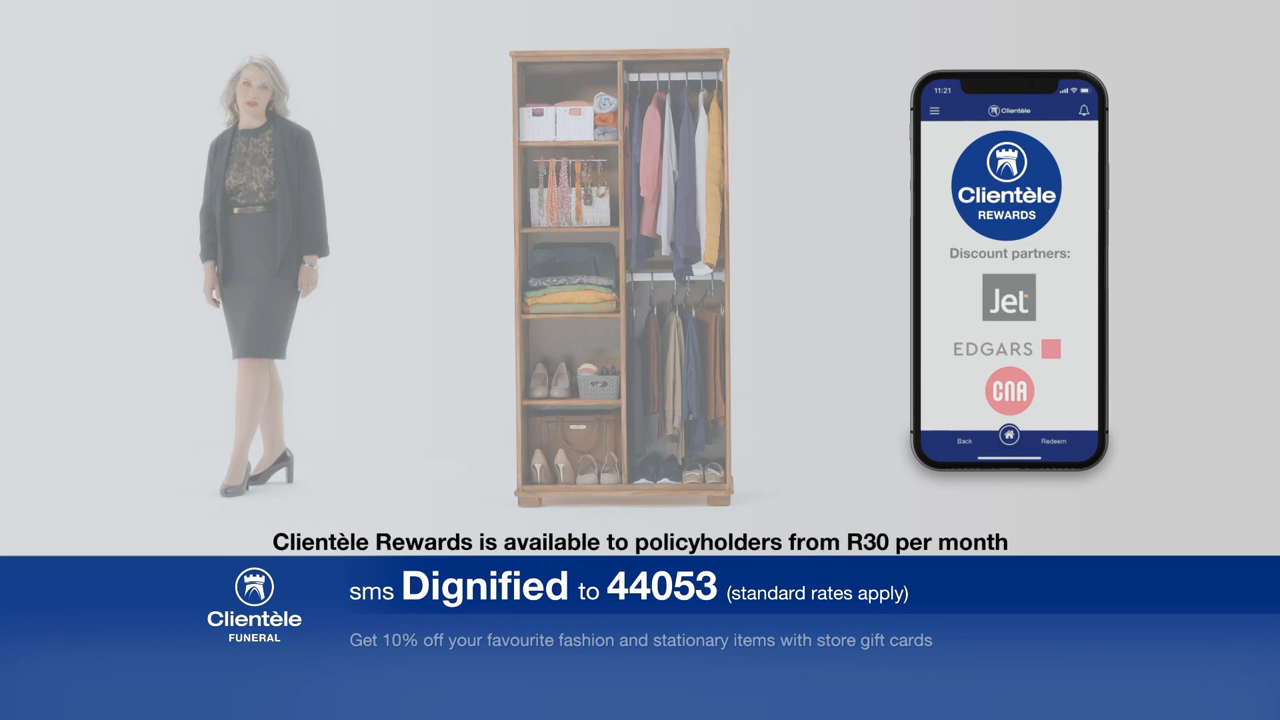 11:21
Clientèle
Clientèle
REWARDS
Discount partners:
Jet
EDGARS
CNA
Back
Redeem
Clientèle Rewards is available to policyholders from R30 per month
sms Dignified to 44053 (standard rates apply)
Clientèle
FUNERAL
Get 10% off your favourite fashion and stationary items with store gift cards